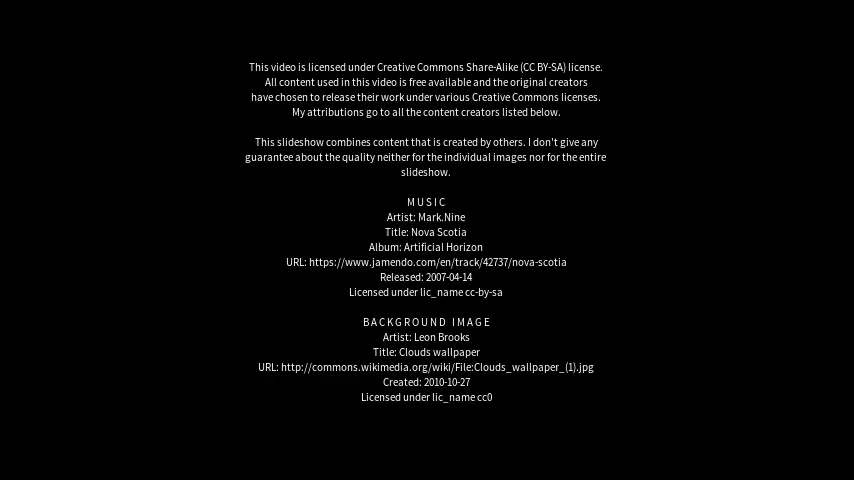 This video is licensed under Creative Commons Share-Alike (CC BY-SA) license.
All content used in this video is free available and the original creators
have chosen to release their work under various Creative Commons licenses.
My attributions go to all the content creators listed below.
This slideshow combines content that is created by others. I don't give any
guarantee about the quality neither for the individual images nor for the entire
slideshow.
MUSIC
Artist: Mark.Nine
Title: Nova Scotia
Album: Artificial Horizon
URL: https://www.jamendo.com/en/track/42737/nova-scotia
Released: 2007-04-14
Licensed under lic_name cc-by-sa
BACKGROUND IMAGE
Artist: Leon Brooks
Title: Clouds wallpaper
URL: http://commons.wikimedia.org/wiki/File:Clouds_wallpaper_(1).jpg
Created: 2010-10-27
Licensed under lic_name cc0